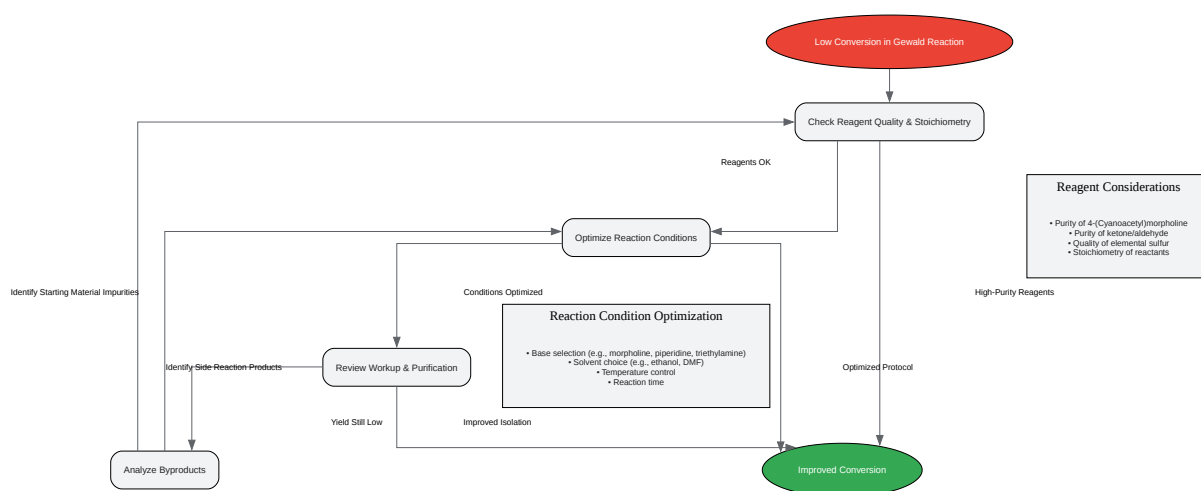 Low Conversion in Gewald Reaction
Check Reagent Quality & Stoichiometry
Reagents OK
Reagent Considerations
• Purity of 4-(Cyanoacetyl)morpholine
• Purity of ketone/aldehyde
• Quality of elemental sulfur
• Stoichiometry of reactants
Optimize Reaction Conditions
Identify Starting Material Impurities
Conditions Optimized
High-Purity Reagents
Reaction Condition Optimization
• Base selection (e.g., morpholine, piperidine, triethylamine)
• Solvent choice (e.g., ethanol, DMF)
• Temperature control
• Reaction time
Identify Side Reaction Products
Review Workup & Purification
Optimized Protocol
Yield Still Low
Improved Isolation
Analyze Byproducts
Improved Conversion